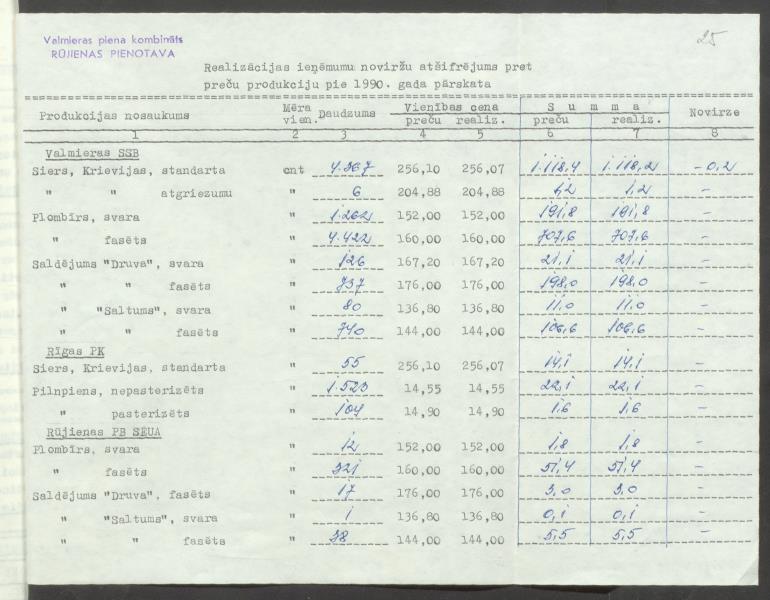 Valmieras piena kombināts
RŪJIENAS PIENOTAVA
25
Realizācijas ieņēmumu noviržu atšifrējums pret
preču produkciju pie 1990. gada pārskata
Produkcijas nosaukums Mēra vien. Daudzums Vienības cena Summa Novirze
preču realiz. preču realiz.
1 2 3 4 5 6 7 8
Valmieras SSB
Siers, Krievijas, standarta cnt 4.367 256,10 256,07 1.118,4 1.118,2 -0,2
" " atgriezumu " 6 204,88 204,88 1,2 1,2 -
Plombīrs, svara " 1.262 152,00 152,00 191,8 191,8 -
" fasēts " 4.422 160,00 160,00 707,6 707,6 -
Saldējums "Druva", svara " 126 167,20 167,20 21,1 21,1 -
" " fasēts " 737 176,00 176,00 198,0 198,0 -
" "Saltums", svara " 80 136,80 136,80 11,0 11,0 -
" " fasēts " 740 144,00 144,00 106,6 106,6 -
Rīgas PK
Siers, Krievijas, standarta " 55 256,10 256,07 14,1 14,1 -
Pilnpiens, nepasterizēts " 1.523 14,55 14,55 22,1 22,1 -
" pasterizēts " 104 14,90 14,90 1,6 1,6 -
Rūjienas PB SEUA
Plombīrs, svara " 12 152,00 152,00 1,8 1,8 -
" fasēts " 321 160,00 160,00 51,4 51,4 -
Saldējums "Druva", fasēts " 17 176,00 176,00 3,0 3,0 -
" "Saltums", svara " 1 136,80 136,80 0,1 0,1 -
" " fasēts " 38 144,00 144,00 5,5 5,5 -